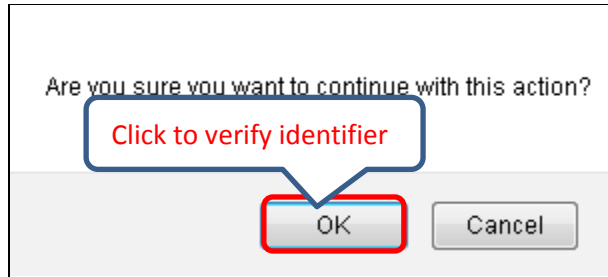 Are you sure you want to continue with this action?
Click to verify identifier
OK
Cancel